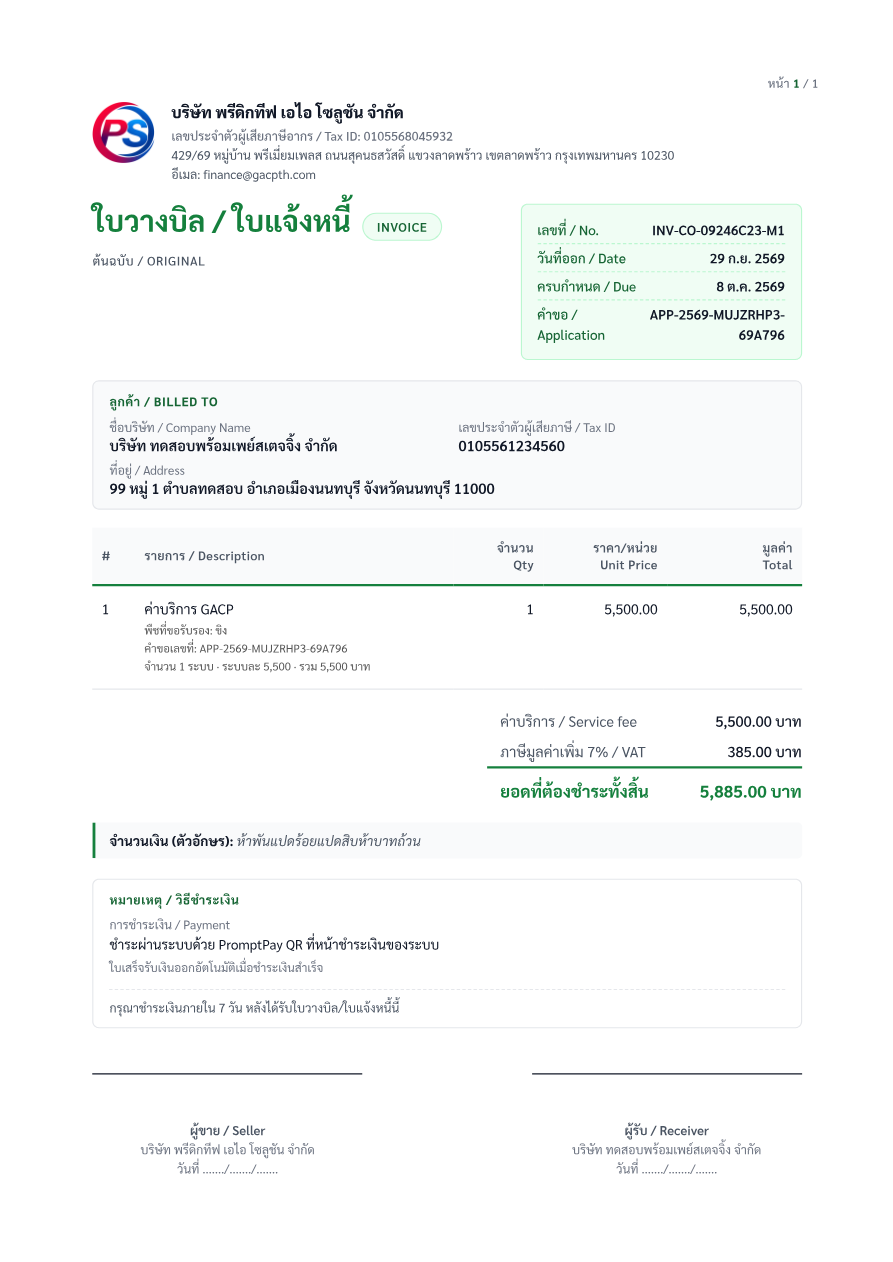 หน้า 1 / 1
PS
บริษัท พรีดิกทีฟ เอไอ โซลูชัน จำกัด
เลขประจำตัวผู้เสียภาษีอากร / Tax ID: 0105568045932
429/69 หมู่บ้าน พรีเมี่ยมเพลส ถนนสุคนธสวัสดิ์ แขวงลาดพร้าว เขตลาดพร้าว กรุงเทพมหานคร 10230
อีเมล: finance@gacpth.com
ใบวางบิล / ใบแจ้งหนี้ INVOICE
ต้นฉบับ / ORIGINAL
เลขที่ / No. INV-CO-09246C23-M1
วันที่ออก / Date 29 ก.ย. 2569
ครบกำหนด / Due 8 ต.ค. 2569
คำขอ / APP-2569-MUJZRHP3-
Application 69A796
ลูกค้า / BILLED TO
ชื่อบริษัท / Company Name เลขประจำตัวผู้เสียภาษี / Tax ID
บริษัท ทดสอบพร้อมเพย์สเตจจิ้ง จำกัด 0105561234560
ที่อยู่ / Address
99 หมู่ 1 ตำบลทดสอบ อำเภอเมืองนนทบุรี จังหวัดนนทบุรี 11000
# รายการ / Description จำนวน ราคา/หน่วย มูลค่า
Qty Unit Price Total
1 ค่าบริการ GACP 1 5,500.00 5,500.00
พืชที่ขอรับรอง: ขิง
คำขอเลขที่: APP-2569-MUJZRHP3-69A796
จำนวน 1 ระบบ · ระบบละ 5,500 · รวม 5,500 บาท
ค่าบริการ / Service fee 5,500.00 บาท
ภาษีมูลค่าเพิ่ม 7% / VAT 385.00 บาท
ยอดที่ต้องชำระทั้งสิ้น 5,885.00 บาท
จำนวนเงิน (ตัวอักษร): ห้าพันแปดร้อยแปดสิบห้าบาทถ้วน
หมายเหตุ / วิธีชำระเงิน
การชำระเงิน / Payment
ชำระผ่านระบบด้วย PromptPay QR ที่หน้าชำระเงินของระบบ
ใบเสร็จรับเงินออกอัตโนมัติเมื่อชำระเงินสำเร็จ
กรุณาชำระเงินภายใน 7 วัน หลังได้รับใบวางบิล/ใบแจ้งหนี้นี้
ผู้ขาย / Seller ผู้รับ / Receiver
บริษัท พรีดิกทีฟ เอไอ โซลูชัน จำกัด บริษัท ทดสอบพร้อมเพย์สเตจจิ้ง จำกัด
วันที่ ......./......./....... วันที่ ......./......./.......